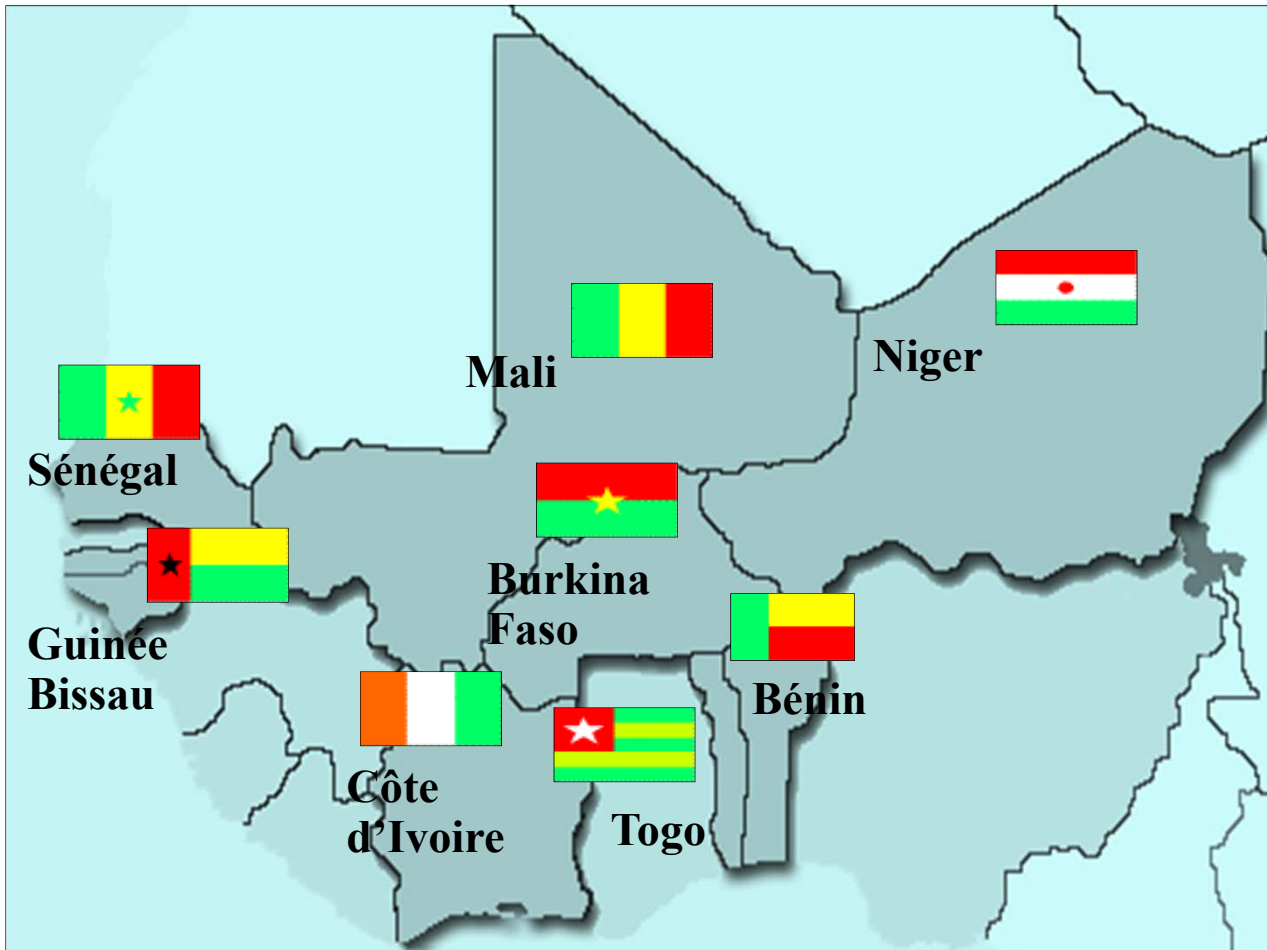 Mali
Niger
Sénégal
Burkina
Faso
Guinée
Bissau
Bénin
Côte
d’Ivoire
Togo